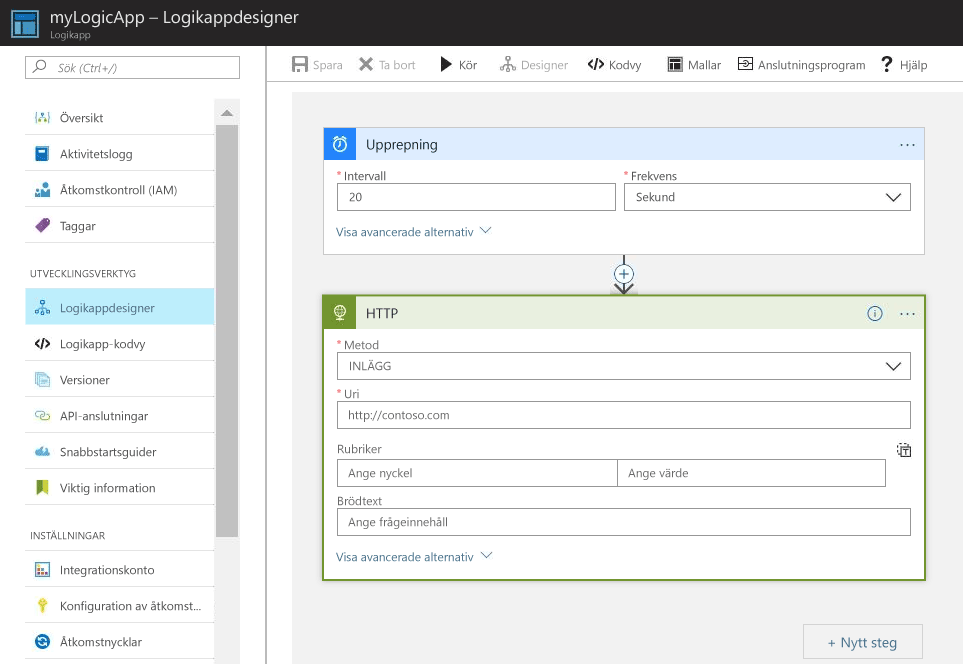 myLogicApp – Logikappdesigner
Logikapp
Sök (Ctrl+/)
Översikt
Aktivitetslogg
Åtkomstkontroll (IAM)
Taggar
UTVECKLINGSVERKTYG
Logikappdesigner
Logikapp-kodvy
Versioner
API-anslutningar
Snabbstartsguider
Viktig information
INSTÄLLNINGAR
Integrationskonto
Konfiguration av åtkomst...
Åtkomstnycklar
Spara Ta bort Kör Designer Kodvy Mallar Anslutningsprogram Hjälp
Upprepning
* Intervall * Frekvens
20 Sekund
Visa avancerade alternativ
HTTP
* Metod
INLÄGG
* Uri
http://contoso.com
Rubriker
Ange nyckel Ange värde
Brödtext
Ange frågeinnehåll
Visa avancerade alternativ
+ Nytt steg